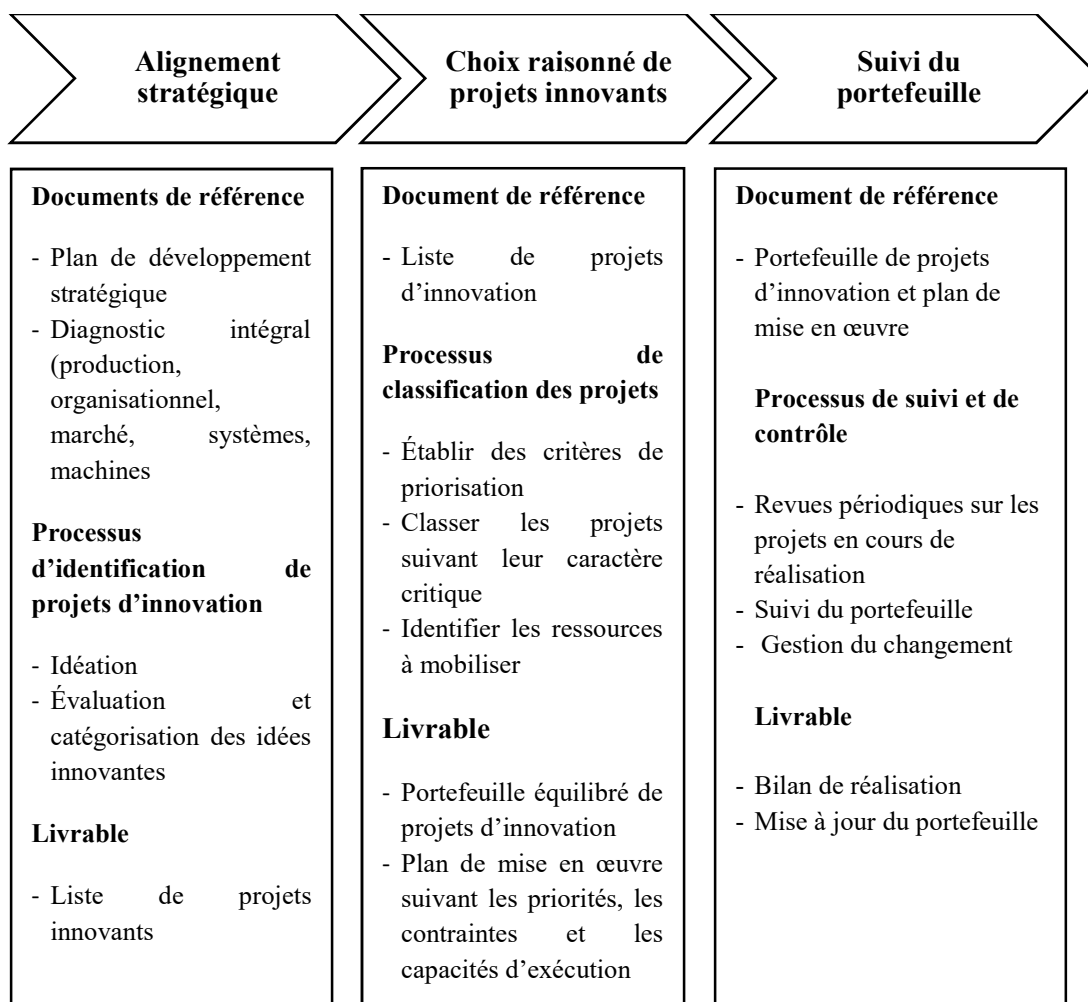 Alignement
stratégique
Choix raisonné de
projets innovants
Suivi du
portefeuille
Documents de référence
- Plan de développement
stratégique
- Diagnostic intégral
(production,
organisationnel,
marché, systèmes,
machines
Processus
d’identification de
projets d’innovation
- Idéation
- Évaluation et
catégorisation des idées
innovantes
Livrable
- Liste de projets
innovants
Document de référence
- Liste de projets
d’innovation
Processus de
classification des projets
- Établir des critères de
priorisation
- Classer les projets
suivant leur caractère
critique
- Identifier les ressources
à mobiliser
Livrable
- Portefeuille équilibré de
projets d’innovation
- Plan de mise en œuvre
suivant les priorités, les
contraintes et les
capacités d’exécution
Document de référence
- Portefeuille de projets
d’innovation et plan de
mise en œuvre
Processus de suivi et de
contrôle
- Revues périodiques sur les
projets en cours de
réalisation
- Suivi du portefeuille
- Gestion du changement
Livrable
- Bilan de réalisation
- Mise à jour du portefeuille